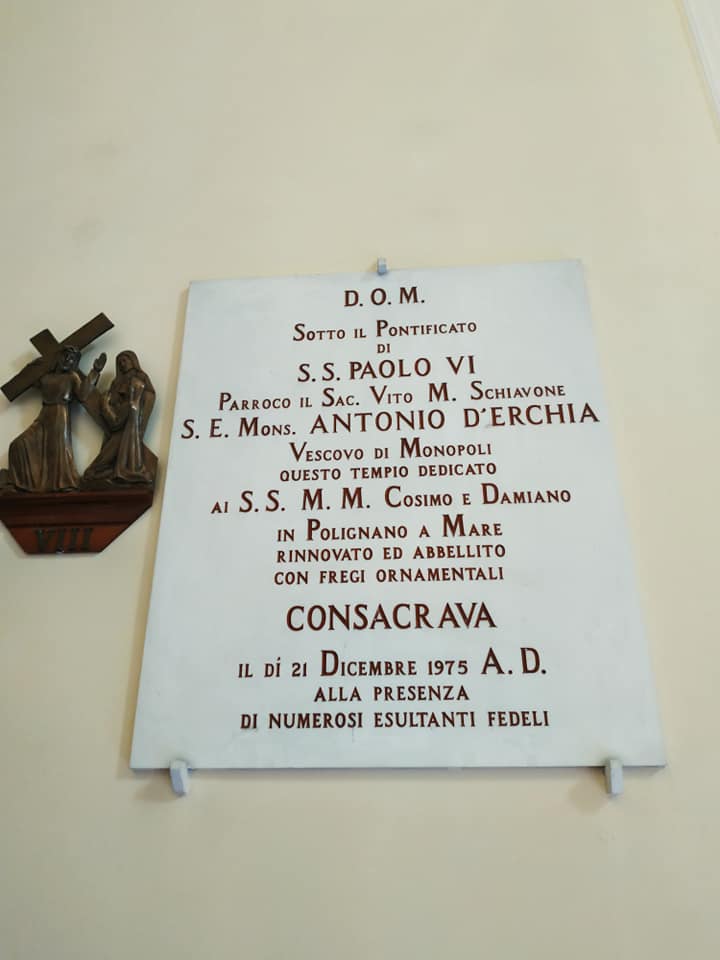 D. O. M.
SOTTO IL PONTIFICATO
DI
S. S. PAOLO VI
PARROCO IL SAC. VITO M. SCHIAVONE
S. E. MONS. ANTONIO D'ERCHIA
VESCOVO DI MONOPOLI
QUESTO TEMPIO DEDICATO
AI S. S. M. M. COSIMO E DAMIANO
IN POLIGNANO A MARE
RINNOVATO ED ABBELLITO
CON FREGI ORNAMENTALI
CONSACRAVA
IL DÍ 21 DICEMBRE 1975 A. D.
ALLA PRESENZA
DI NUMEROSI ESULTANTI FEDELI
VIII